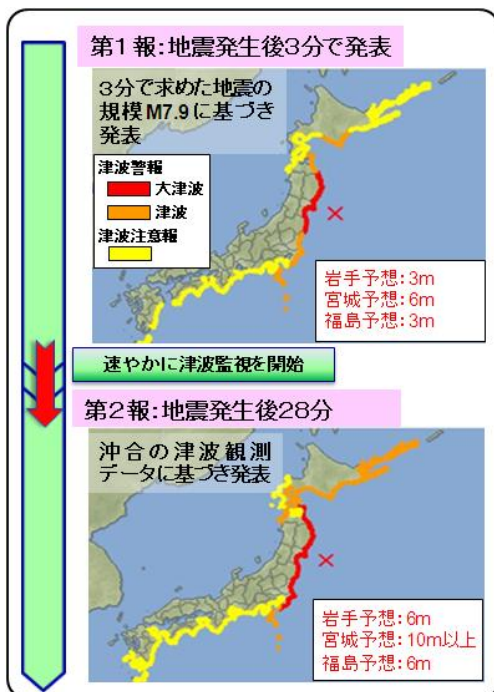 第1報:地震発生後3分で発表
3分で求めた地震の
規模M7.9に基づき
発表
津波警報
大津波
津波
津波注意報
岩手予想:3m
宮城予想:6m
福島予想:3m
速やかに津波監視を開始
第2報:地震発生後28分
沖合の津波観測
データに基づき発表
岩手予想:6m
宮城予想:10m以上
福島予想:6m